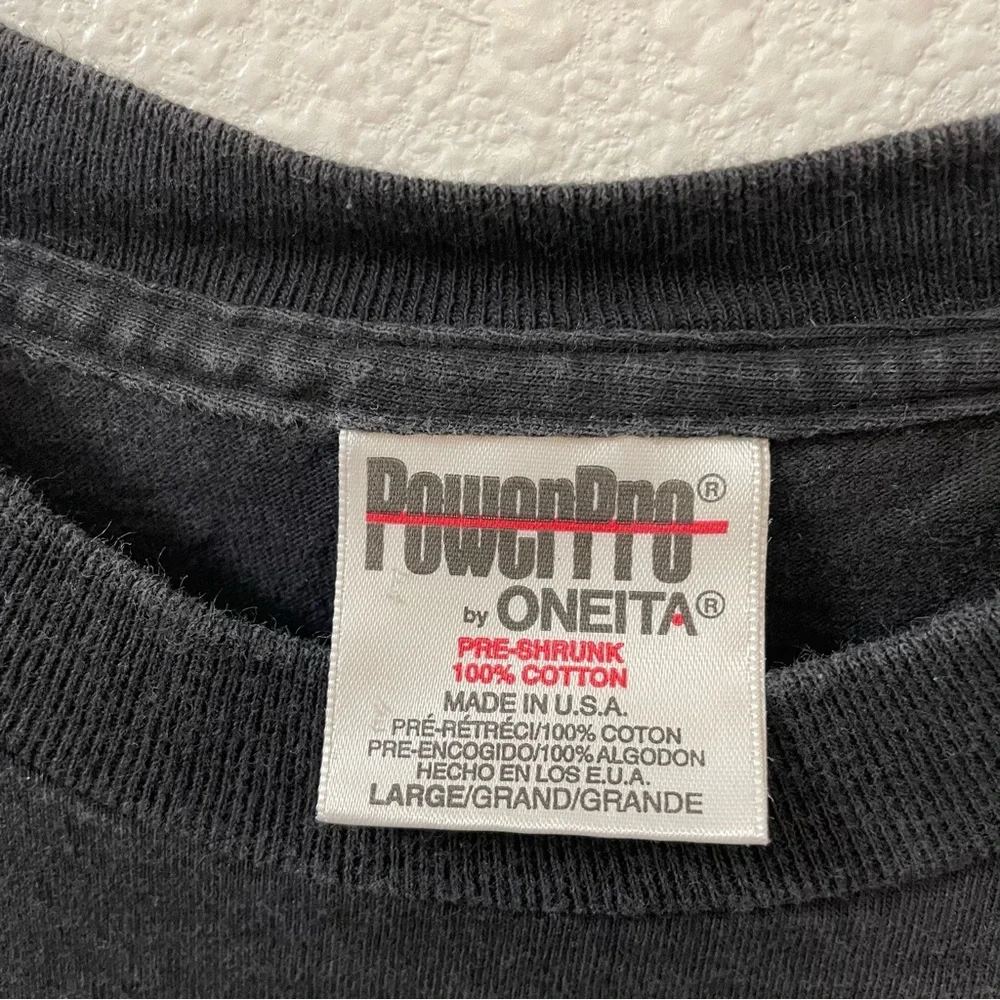 PowerPro®
by ONEITA®
PRE-SHRUNK
100% COTTON
MADE IN U.S.A.
PRÉ-RÉTRÉCI/100% COTON
PRE-ENCOGIDO/100% ALGODON
HECHO EN LOS E.U.A.
LARGE/GRAND/GRANDE